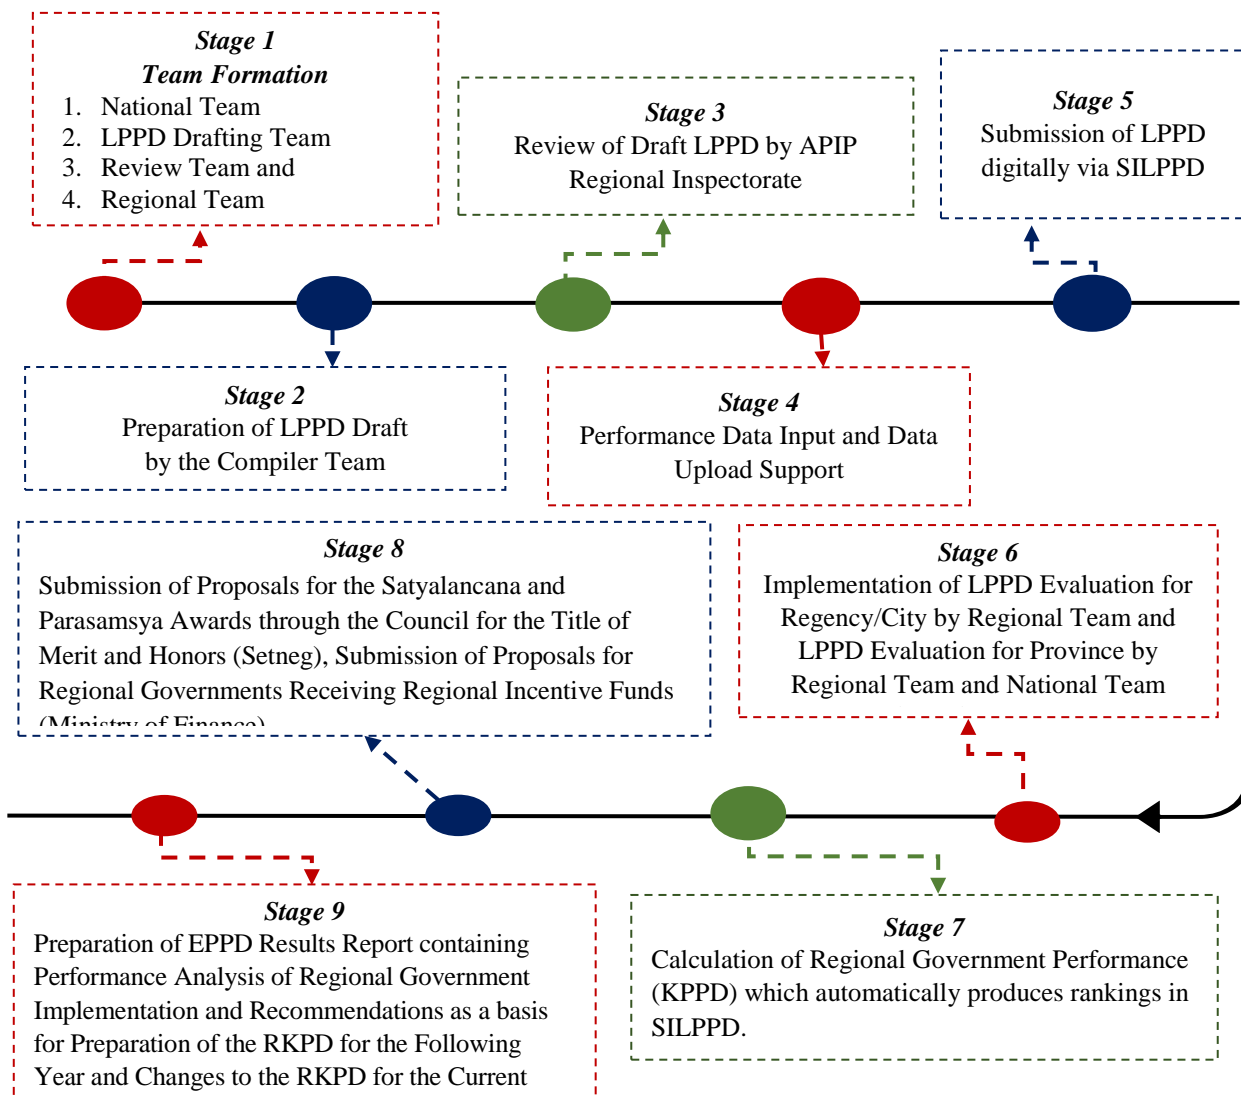 Stage 1
Team Formation
1. National Team
2. LPPD Drafting Team
3. Review Team and
4. Regional Team
Stage 2
Preparation of LPPD Draft
by the Compiler Team
Stage 3
Review of Draft LPPD by APIP
Regional Inspectorate
Stage 4
Performance Data Input and Data
Upload Support
Stage 5
Submission of LPPD
digitally via SILPPD
Stage 6
Implementation of LPPD Evaluation for
Regency/City by Regional Team and
LPPD Evaluation for Province by
Regional Team and National Team
Stage 7
Calculation of Regional Government Performance
(KPPD) which automatically produces rankings in
SILPPD.
Stage 8
Submission of Proposals for the Satyalancana and
Parasamsya Awards through the Council for the Title of
Merit and Honors (Setneg), Submission of Proposals for
Regional Governments Receiving Regional Incentive Funds
(Ministry of Finance)
Stage 9
Preparation of EPPD Results Report containing
Performance Analysis of Regional Government
Implementation and Recommendations as a basis
for Preparation of the RKPD for the Following
Year and Changes to the RKPD for the Current